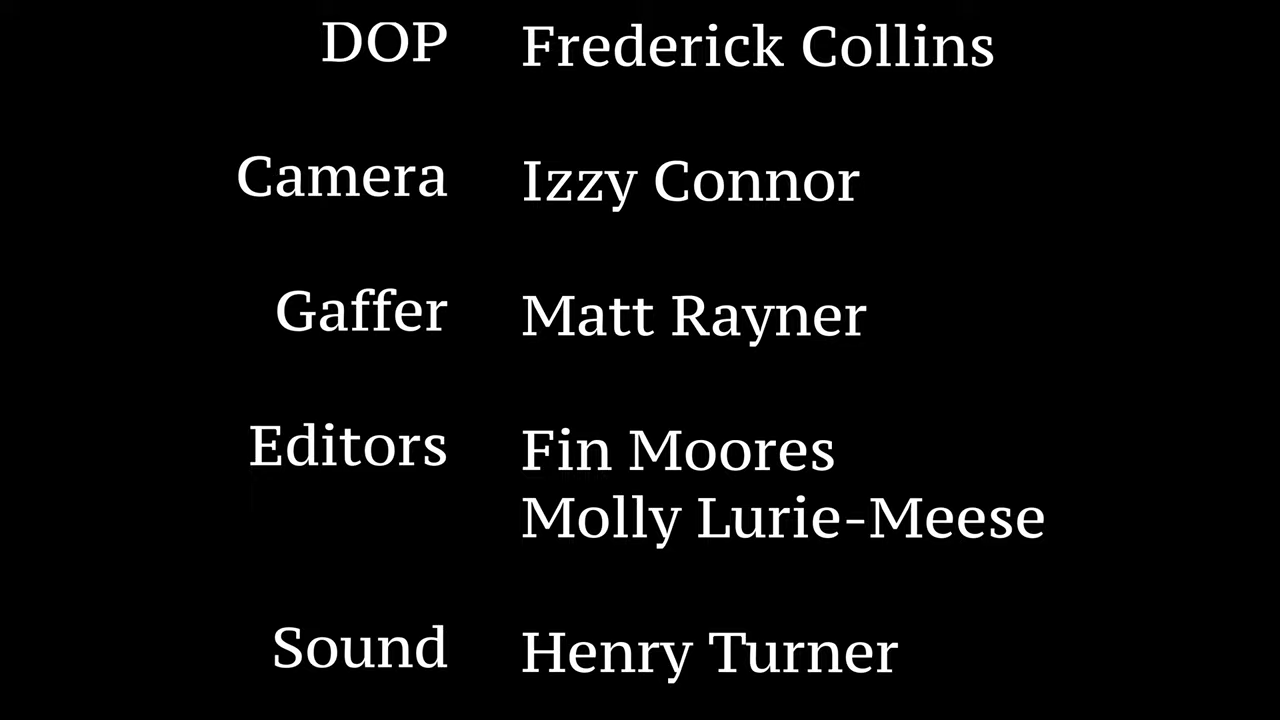 DOP Frederick Collins
Camera Izzy Connor
Gaffer Matt Rayner
Editors Fin Moores
Molly Lurie-Meese
Sound Henry Turner